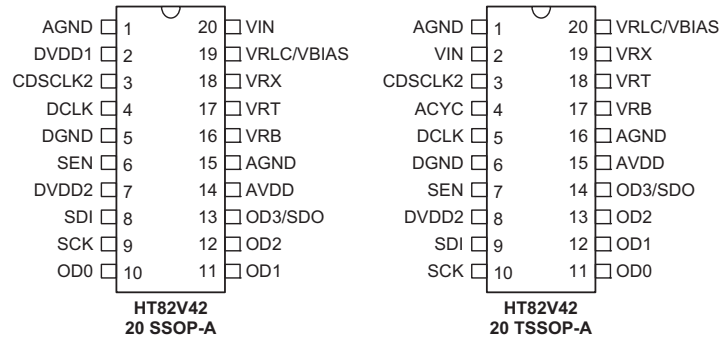 AGND 1 20 VIN AGND 1 20 VRLC/VBIAS
DVDD1 2 19 VRLC/VBIAS VIN 2 19 VRX
CDSCLK2 3 18 VRX CDSCLK2 3 18 VRT
DCLK 4 17 VRT ACYC 4 17 VRB
DGND 5 16 VRB DCLK 5 16 AGND
SEN 6 15 AGND DGND 6 15 AVDD
DVDD2 7 14 AVDD SEN 7 14 OD3/SDO
SDI 8 13 OD3/SDO DVDD2 8 13 OD2
SCK 9 12 OD2 SDI 9 12 OD1
OD0 10 11 OD1 SCK 10 11 OD0
HT82V42 HT82V42
20 SSOP-A 20 TSSOP-A